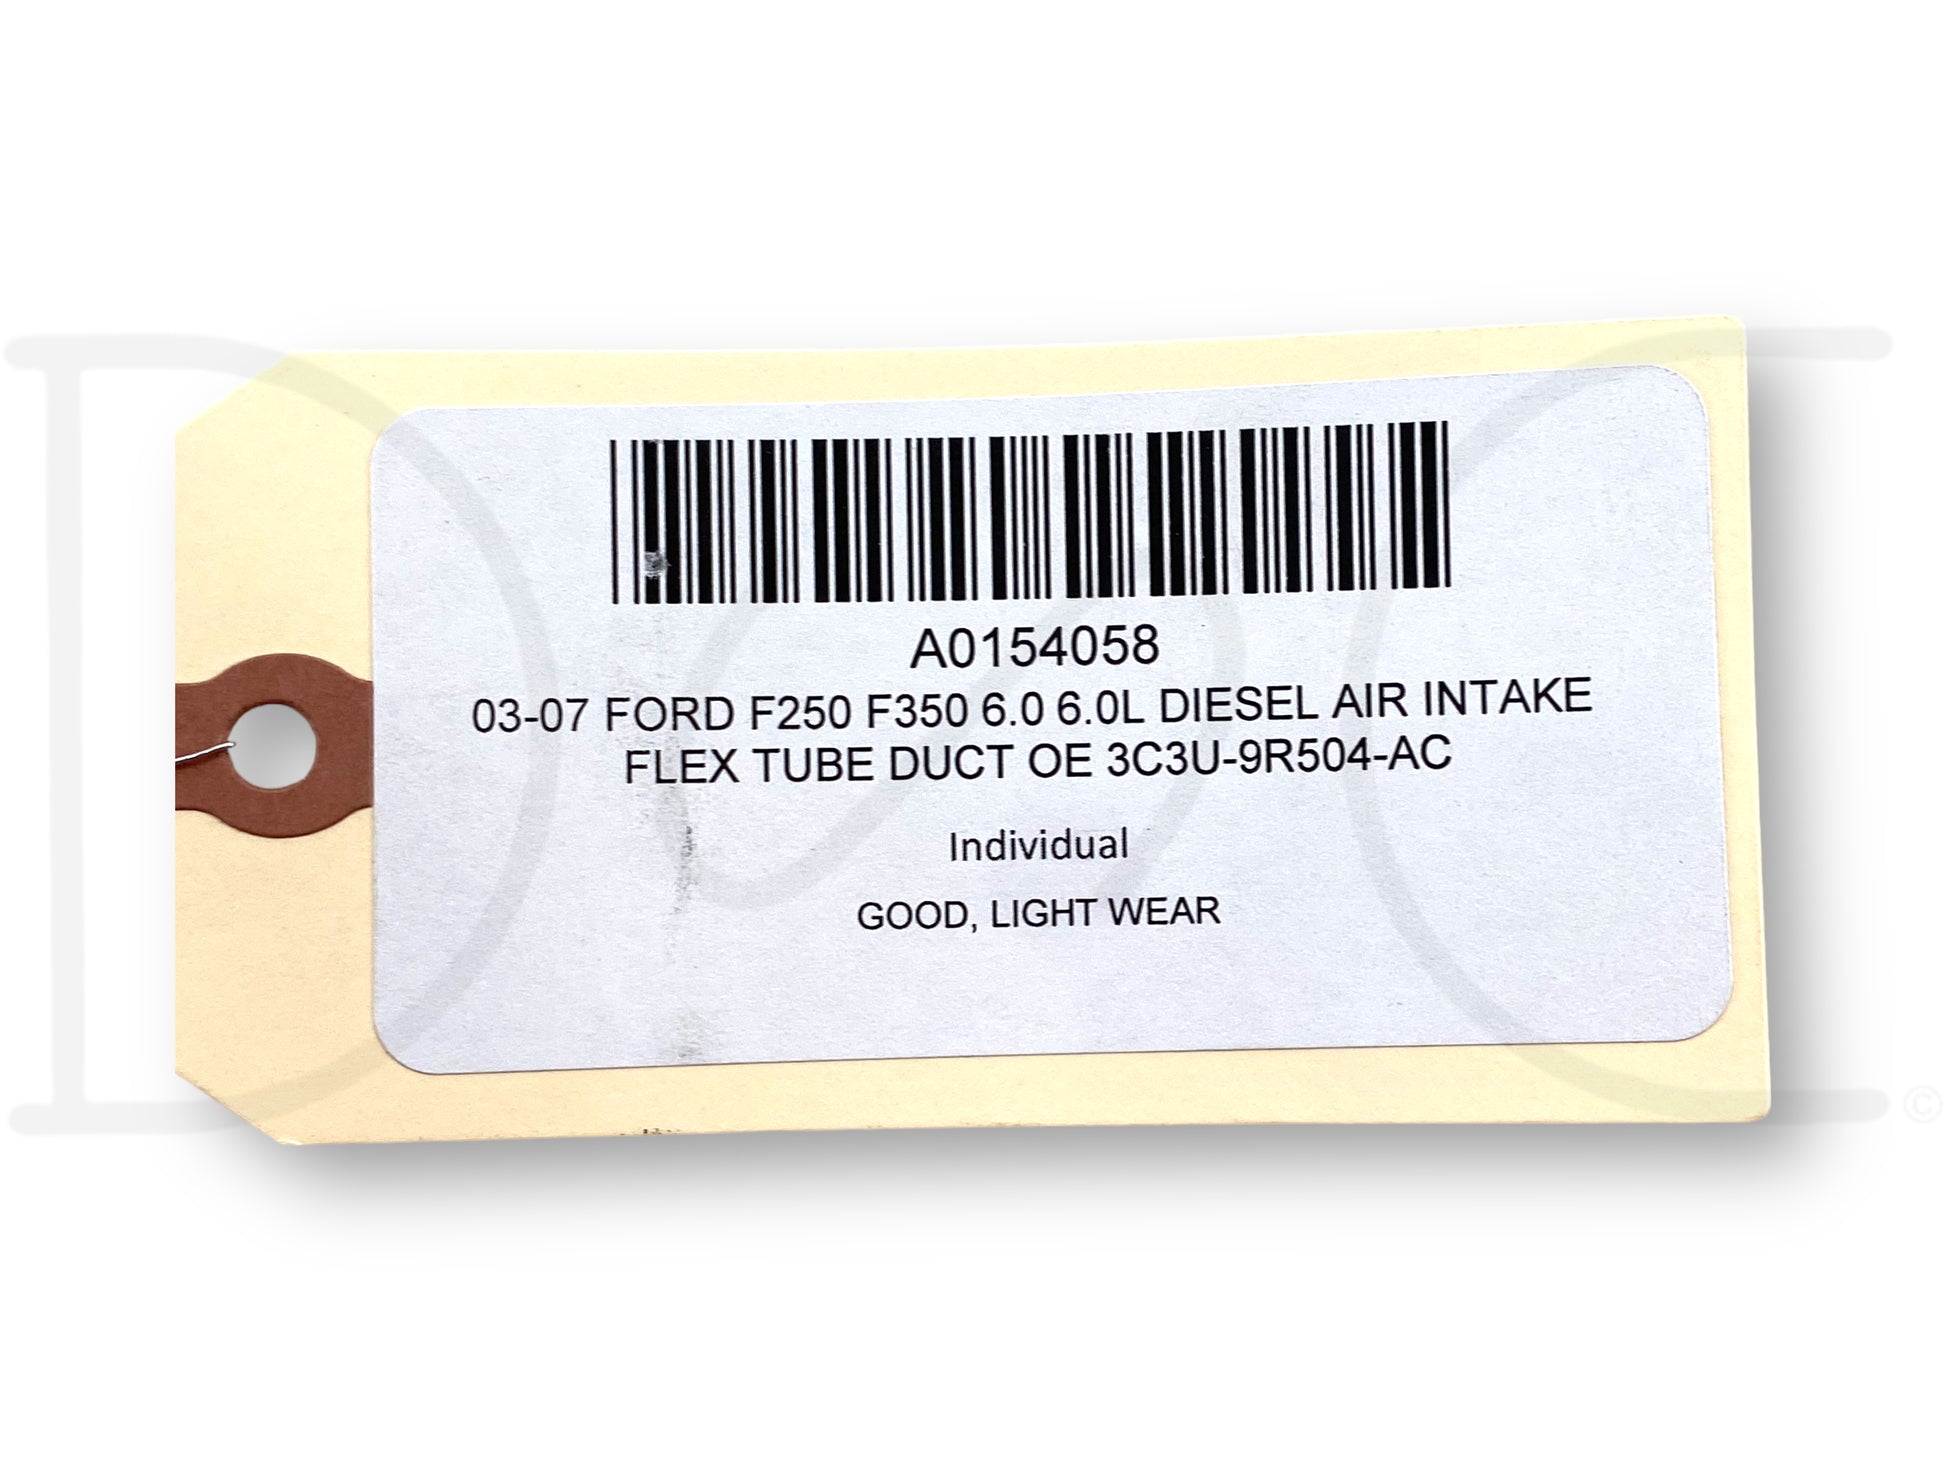 A0154058
03-07 FORD F250 F350 6.0 6.0L DIESEL AIR INTAKE
FLEX TUBE DUCT OE 3C3U-9R504-AC
Individual
GOOD, LIGHT WEAR
©